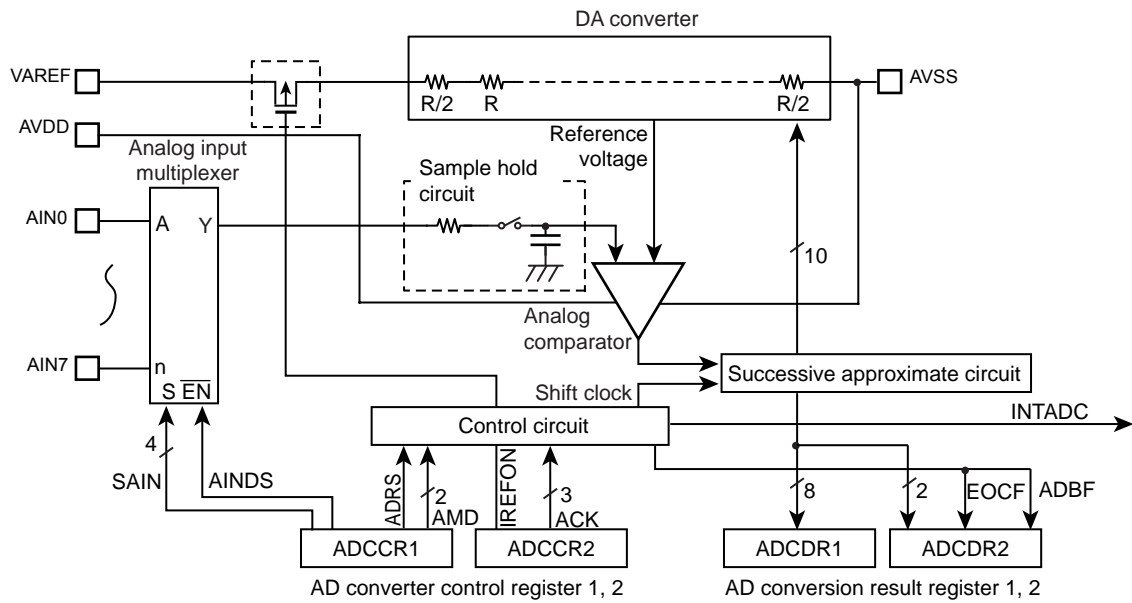 DA converter
VAREF
AVSS
R/2
R
R/2
AVDD
Reference
voltage
Analog input
multiplexer
Sample hold
circuit
AIN0
A
Y
10
Analog
comparator
AIN7
n
S EN
Successive approximate circuit
Shift clock
INTADC
Control circuit
4
SAIN
AINDS
ADRS
2
AMD
IREFON
3
ACK
8
2
EOCF
ADBF
ADCCR1
ADCCR2
ADCDR1
ADCDR2
AD converter control register 1, 2
AD conversion result register 1, 2